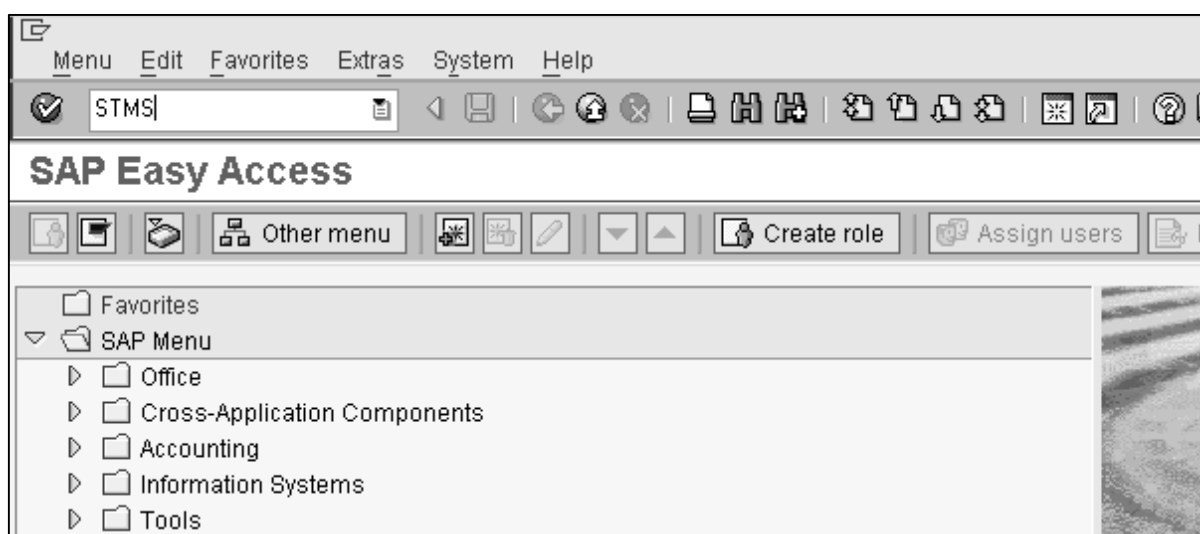 Menu Edit Favorites Extras System Help
STMS
SAP Easy Access
Other menu Create role Assign users
Favorites
SAP Menu
Office
Cross-Application Components
Accounting
Information Systems
Tools